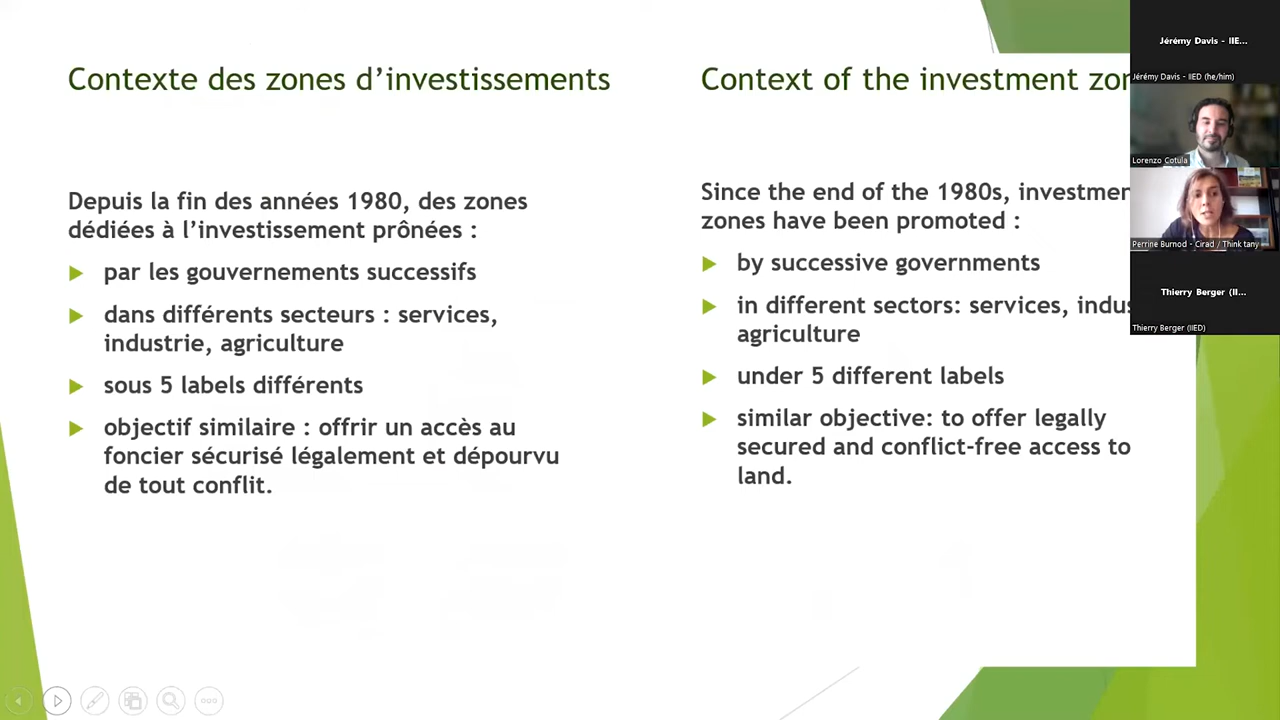 Contexte des zones d’investissements
Depuis la fin des années 1980, des zones
dédiées à l’investissement prônées :
par les gouvernements successifs
dans différents secteurs : services,
industrie, agriculture
sous 5 labels différents
objectif similaire : offrir un accès au
foncier sécurisé légalement et dépourvu
de tout conflit.
Context of the investment zon
Since the end of the 1980s, investmen
zones have been promoted :
by successive governments
in different sectors: services, indus
agriculture
under 5 different labels
similar objective: to offer legally
secured and conflict-free access to
land.
Jérémy Davis - IIE...
Jérémy Davis - IIED (he/him)
Lorenzo Cotula
Perrine Burnod - Cirad / Think tany
Thierry Berger (II...
Thierry Berger (IIED)